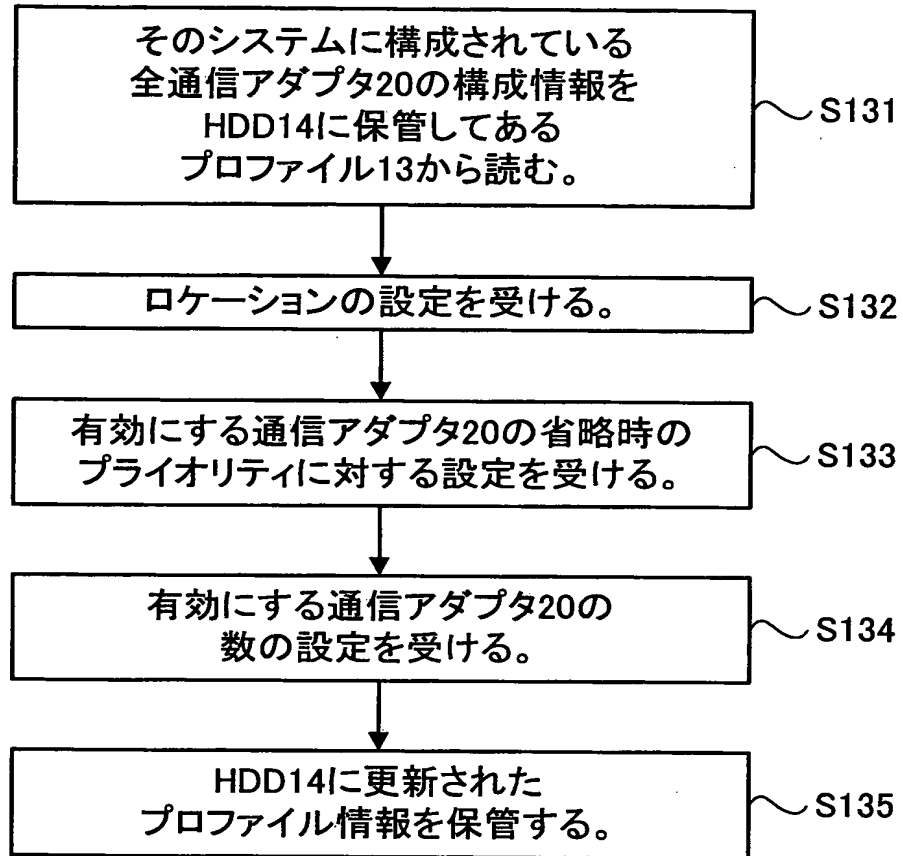 そのシステムに構成されている
全通信アダプタ20の構成情報を
HDD14に保管してある
プロファイル13から読む。
S131
ロケーションの設定を受ける。
S132
有効にする通信アダプタ20の省略時の
プライオリティに対する設定を受ける。
S133
有効にする通信アダプタ20の
数の設定を受ける。
S134
HDD14に更新された
プロファイル情報を保管する。
S135